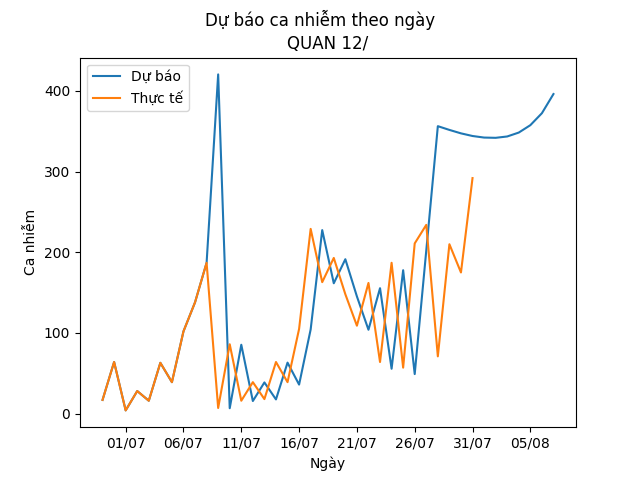 Dự báo ca nhiễm theo ngày
QUAN 12/
Dự báo
Thực tế
400
300
200
100
0
Ca nhiễm
01/07 06/07 11/07 16/07 21/07 26/07 31/07 05/08
Ngày